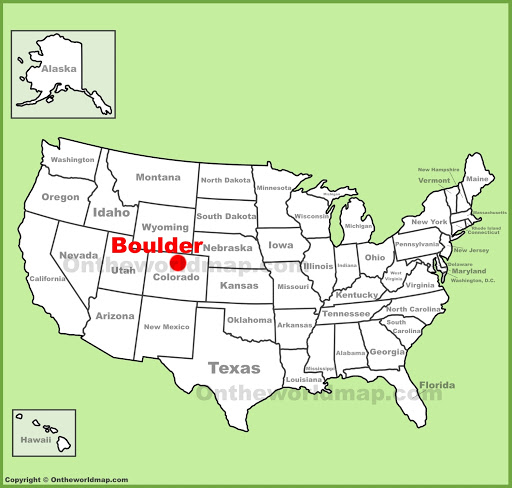 Alaska
Washington
Montana
North Dakota
Minnesota
Michigan
New Hampshire
Vermont
Maine
Oregon
Idaho
Wyoming
South Dakota
Wisconsin
Michigan
New York
Massachusetts
Rhode Island
Connecticut
Boulder
Nebraska
Iowa
Pennsylvania
New Jersey
Nevada
Utah
Colorado
Ontheworldmap.com
Illinois
Indiana
Ohio
Delaware
Maryland
Washington, D.C.
California
Kansas
Missouri
West
Virginia
Virginia
Kentucky
Arizona
New Mexico
Oklahoma
Arkansas
Tennessee
North Carolina
South
Carolina
Texas
Louisiana
Mississippi
Alabama
Georgia
Florida
Ontheworldmap.com
Hawaii
Copyright © Ontheworldmap.com